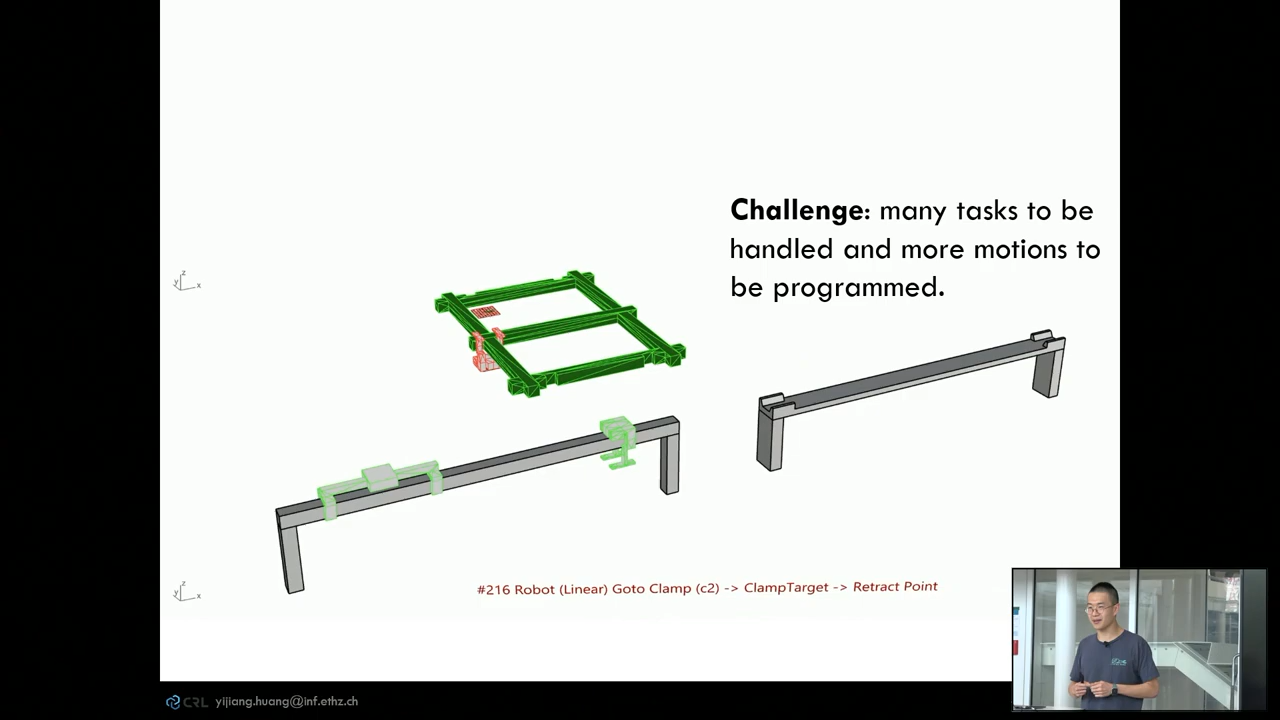 Challenge: many tasks to be
handled and more motions to
be programmed.
z
y
x
z
y
x
#216 Robot (Linear) Goto Clamp (c2) -> ClampTarget -> Retract Point
CRL yijiang.huang@inf.ethz.ch